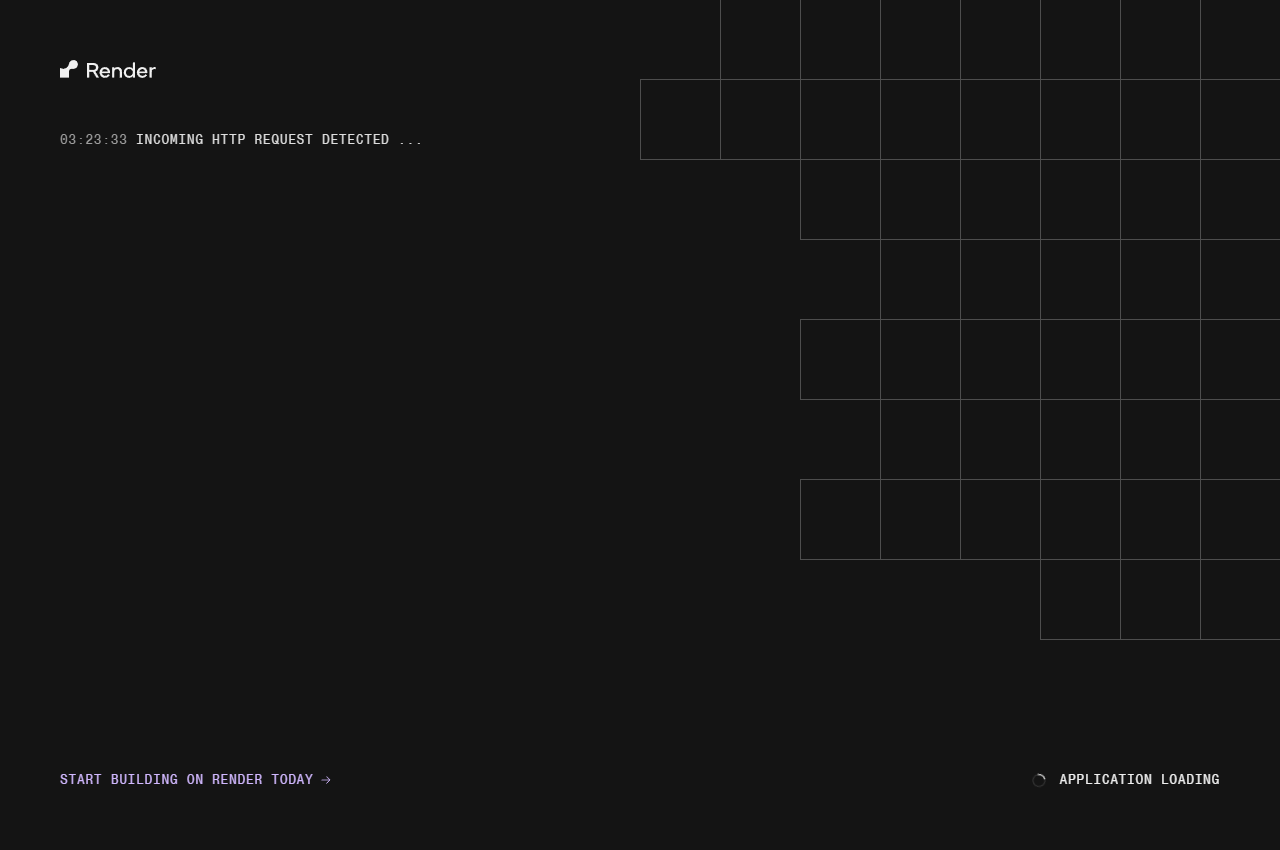 Render
03:23:33 INCOMING HTTP REQUEST DETECTED ...
START BUILDING ON RENDER TODAY →
APPLICATION LOADING